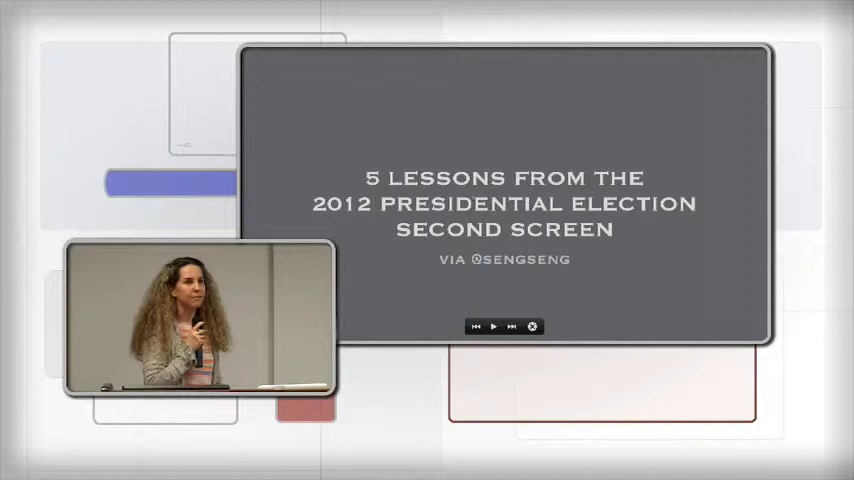 5 LESSONS FROM THE
2012 PRESIDENTIAL ELECTION
SECOND SCREEN
VIA @SENGSENG